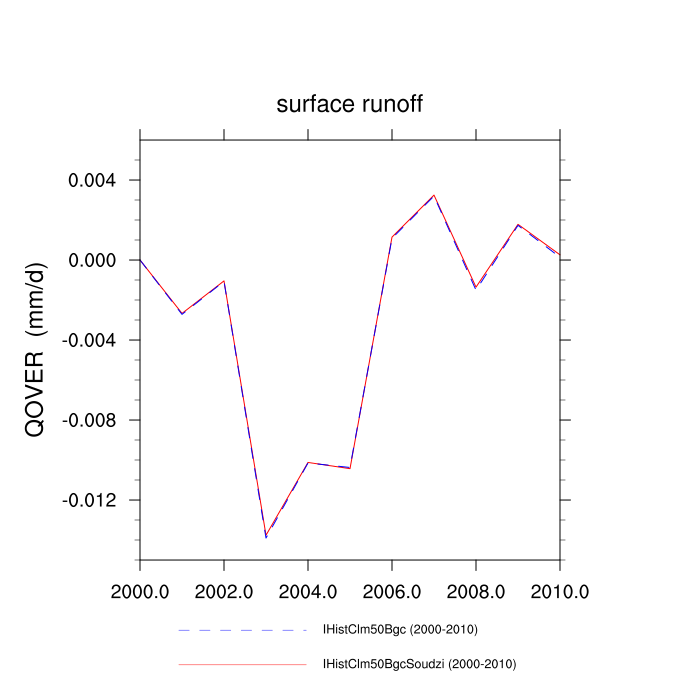 surface runoff
QOVER (mm/d)
0.004
0.000
-0.004
-0.008
-0.012
2000.0 2002.0 2004.0 2006.0 2008.0 2010.0
IHistClm50Bgc (2000-2010)
IHistClm50BgcSoudzi (2000-2010)